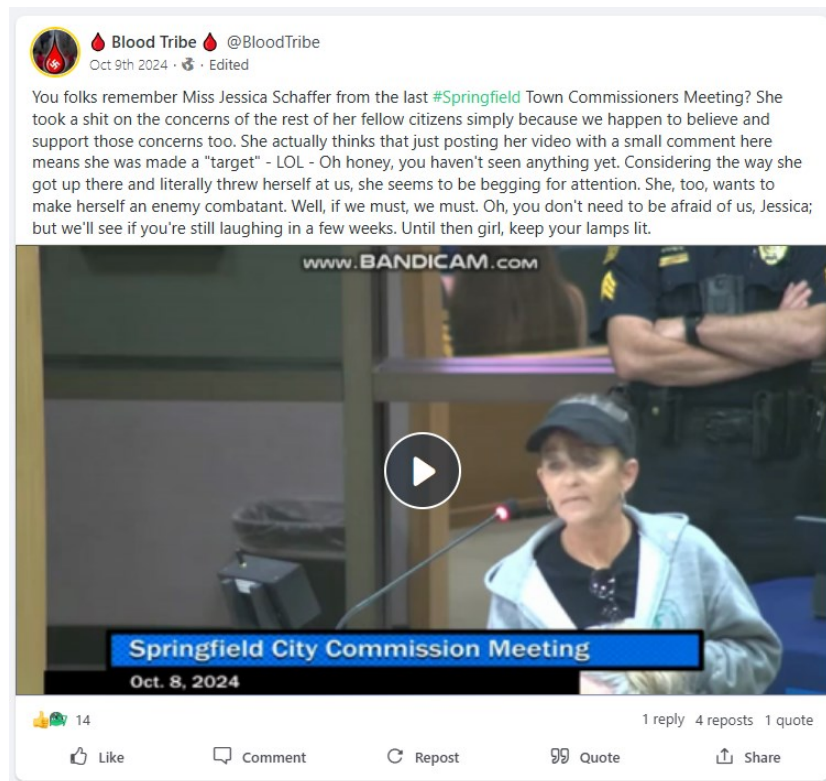 Blood Tribe @BloodTribe
Oct 9th 2024 · Edited
You folks remember Miss Jessica Schaffer from the last #Springfield Town Commissioners Meeting? She
took a shit on the concerns of the rest of her fellow citizens simply because we happen to believe and
support those concerns too. She actually thinks that just posting her video with a small comment here
means she was made a "target" - LOL - Oh honey, you haven't seen anything yet. Considering the way she
got up there and literally threw herself at us, she seems to be begging for attention. She, too, wants to
make herself an enemy combatant. Well, if we must, we must. Oh, you don't need to be afraid of us, Jessica;
but we'll see if you're still laughing in a few weeks. Until then girl, keep your lamps lit.
www.BANDICAM.COM
Springfield City Commission Meeting
Oct. 8, 2024
14
1 reply 4 reposts 1 quote
Like Comment Repost Quote Share